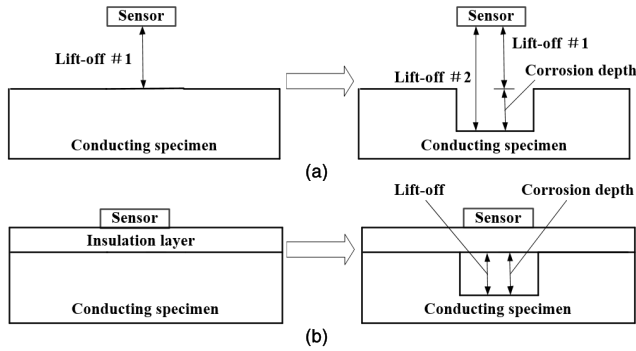 Sensor
Lift-off #1
Conducting specimen
Sensor
Lift-off #1
Lift-off #2
Corrosion depth
Conducting specimen
(a)
Sensor
Insulation layer
Conducting specimen
Lift-off
Corrosion depth
Sensor
Conducting specimen
(b)